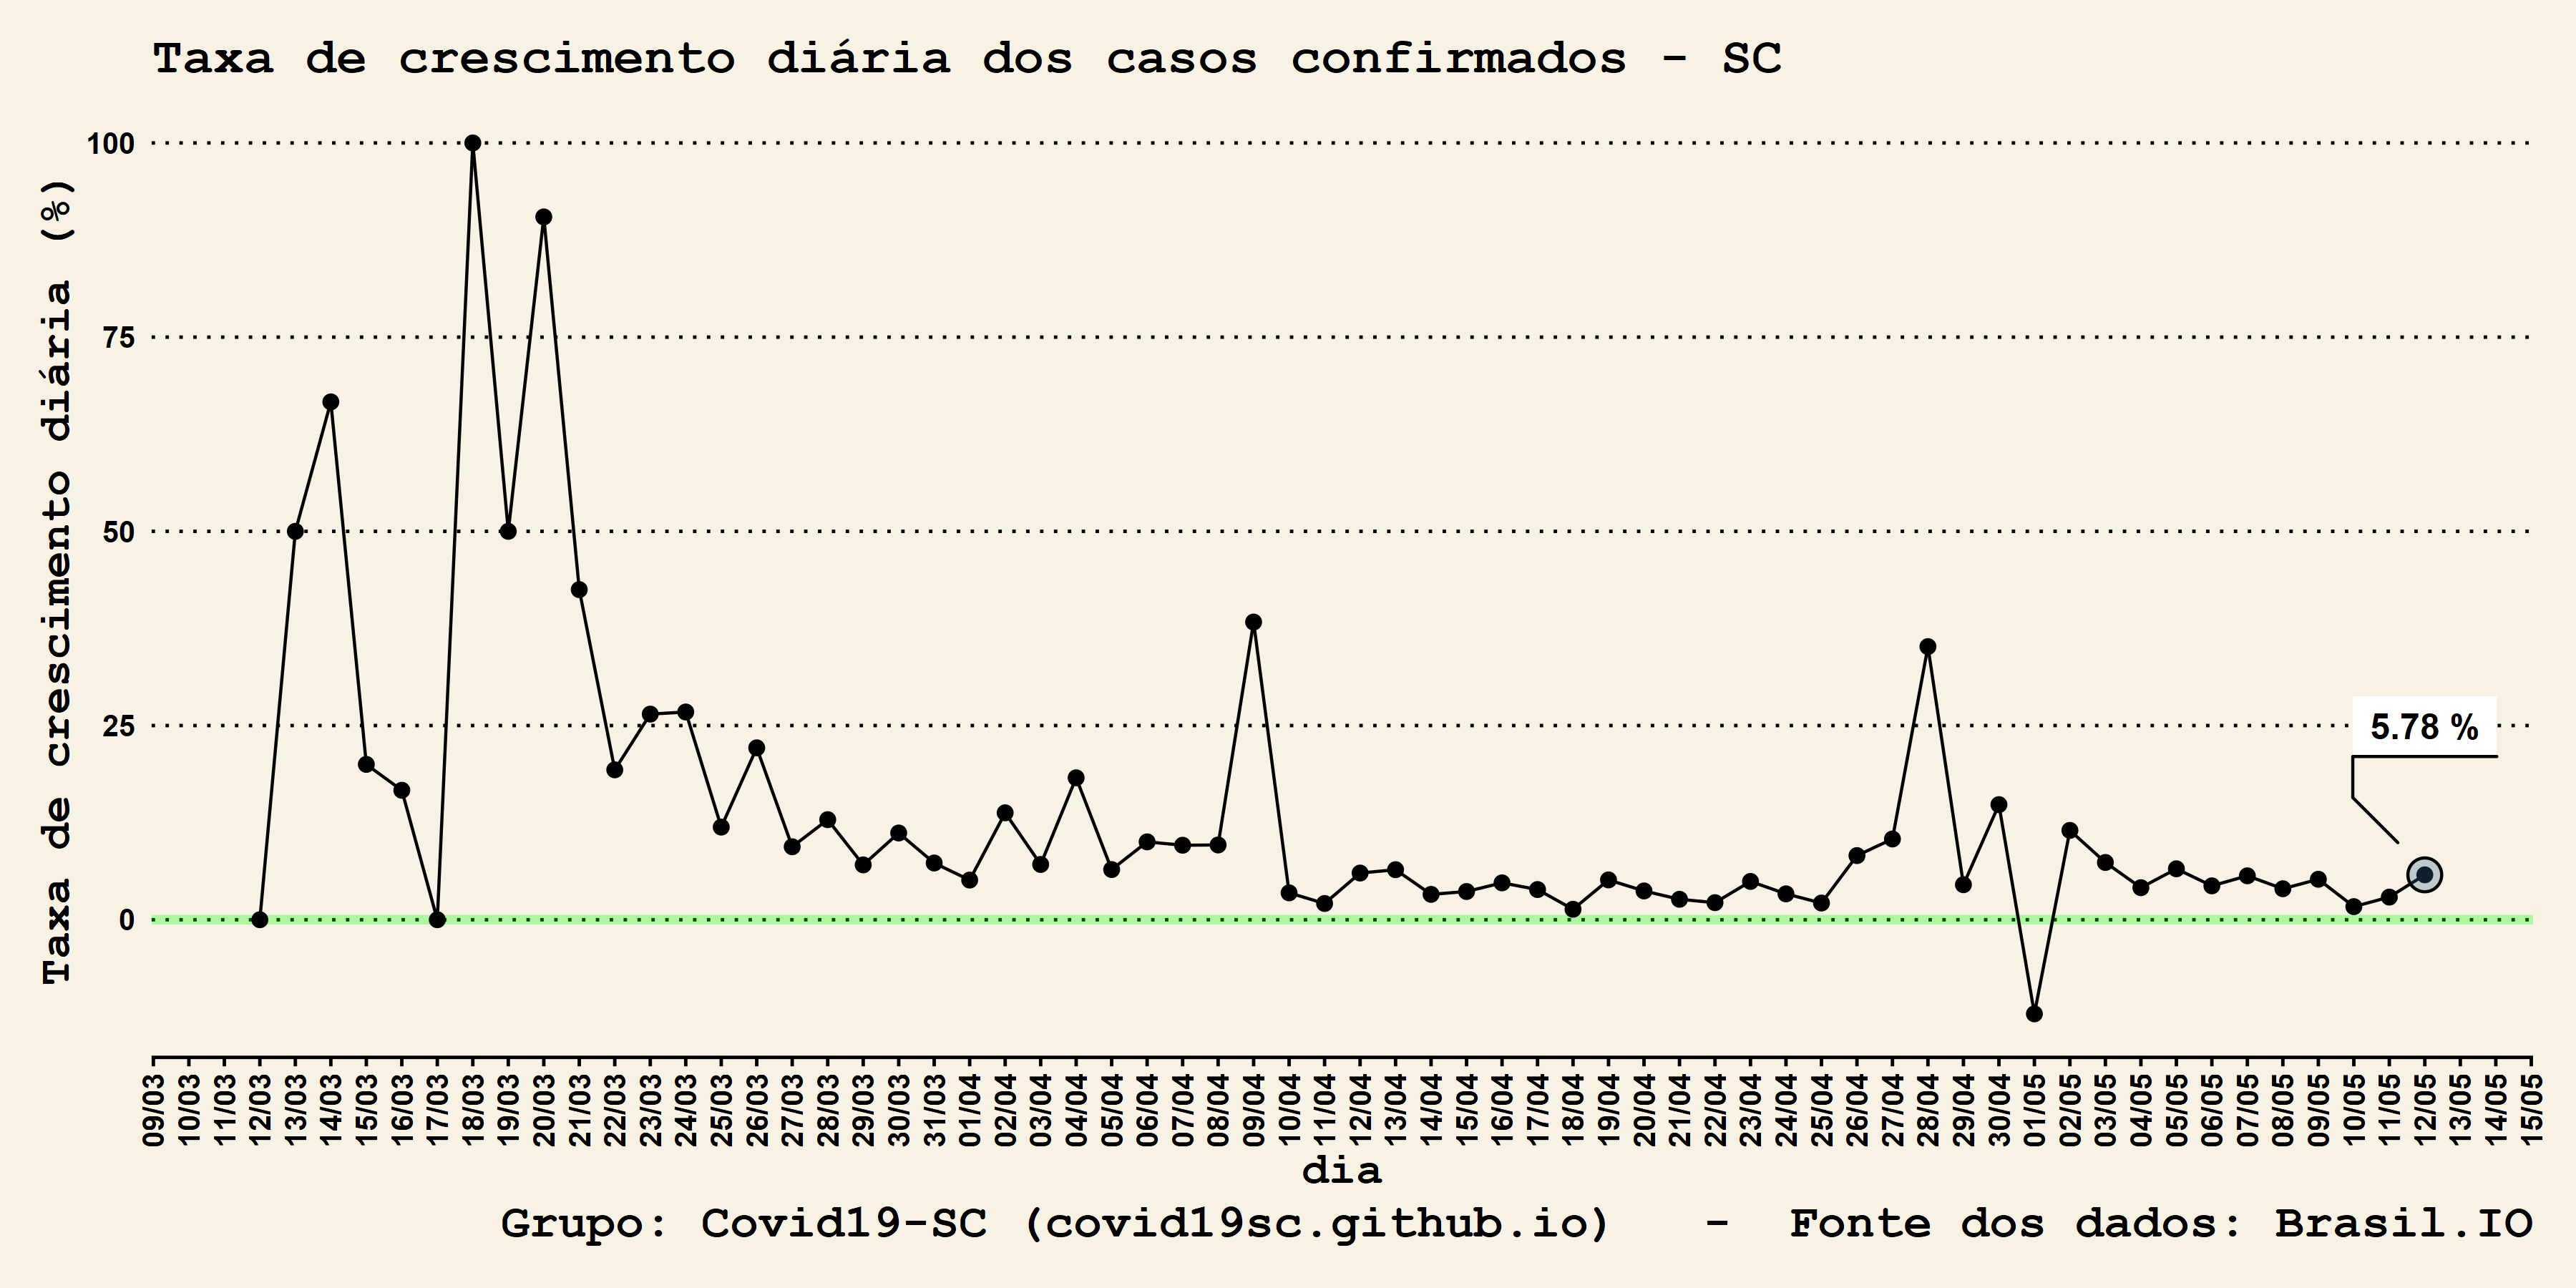 Taxa de crescimento diária dos casos confirmados - SC
Taxa de crescimento diária (%)
100
75
50
25
0
5.78 %
09/03 10/03 11/03 12/03 13/03 14/03 15/03 16/03 17/03 18/03 19/03 20/03 21/03 22/03 23/03 24/03 25/03 26/03 27/03 28/03 29/03 30/03 31/03 01/04 02/04 03/04 04/04 05/04 06/04 07/04 08/04 09/04 10/04 11/04 12/04 13/04 14/04 15/04 16/04 17/04 18/04 19/04 20/04 21/04 22/04 23/04 24/04 25/04 26/04 27/04 28/04 29/04 30/04 01/05 02/05 03/05 04/05 05/05 06/05 07/05 08/05 09/05 10/05 11/05 12/05 13/05 14/05 15/05
dia
Grupo: Covid19-SC (covid19sc.github.io) - Fonte dos dados: Brasil.IO